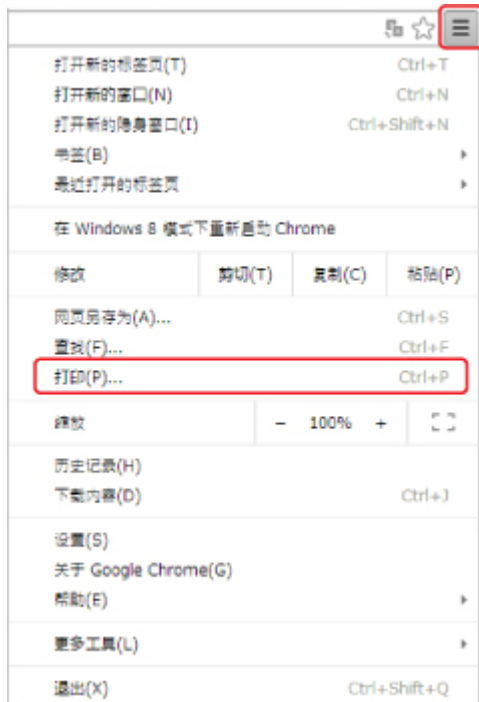 打开新的标签页(T) Ctrl+T
打开新的窗口(N) Ctrl+N
打开新的隐身窗口(I) Ctrl+Shift+N
书签(B)
最近打开的标签页
在 Windows 8 模式下重新启动 Chrome
修改 剪切(T) 复制(C) 粘贴(P)
网页另存为(A)... Ctrl+S
查找(F)... Ctrl+F
打印(P)... Ctrl+P
缩放 - 100% +
历史记录(H)
下载内容(D) Ctrl+J
设置(S)
关于 Google Chrome(G)
帮助(E)
更多工具(L)
退出(X) Ctrl+Shift+Q